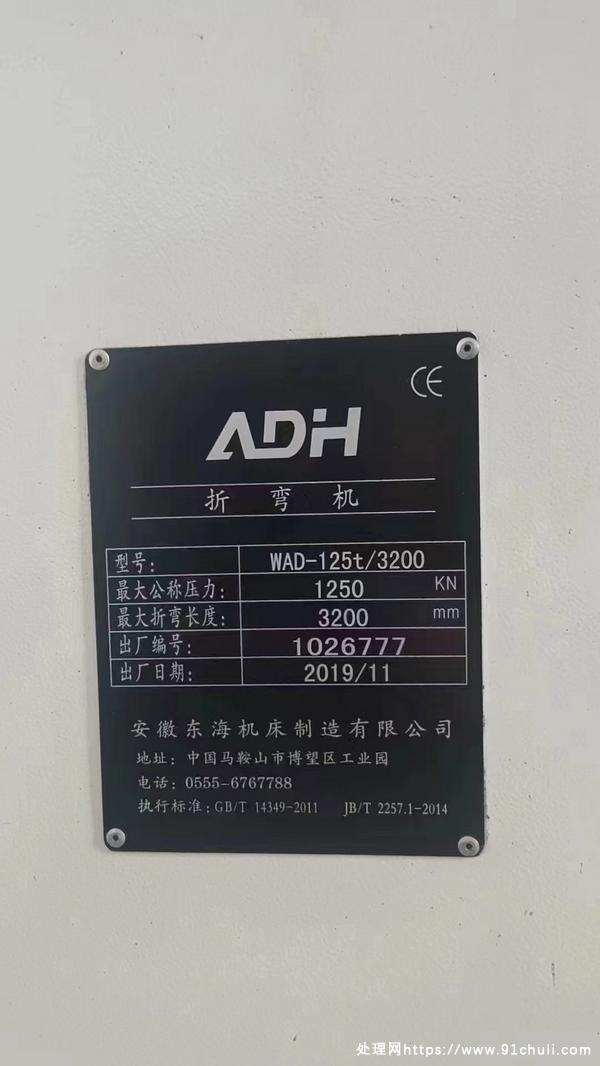 CE
ADH
折弯机
型号: WAD-125t/3200
最大公称压力: 1250 KN
最大折弯长度: 3200 mm
出厂编号: 1026777
出厂日期: 2019/11
安徽东海机床制造有限公司
地址: 中国马鞍山市博望区工业园
电话: 0555-6767788
执行标准: GB/T 14349-2011 JB/T 2257.1-2014
处理网https://www.91chuli.com